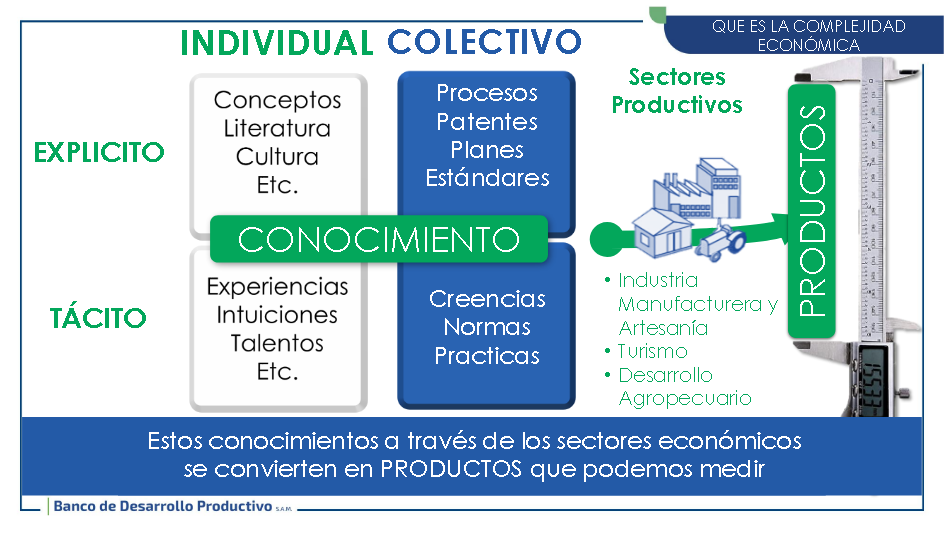 QUE ES LA COMPLEJIDAD
ECONÓMICA
INDIVIDUAL COLECTIVO
EXPLICITO
Conceptos
Literatura
Cultura
Etc.
Procesos
Patentes
Planes
Estándares
CONOCIMIENTO
TÁCITO
Experiencias
Intuiciones
Talentos
Etc.
Creencias
Normas
Practicas
Sectores
Productivos
• Industria
Manufacturera y
Artesanía
• Turismo
• Desarrollo
Agropecuario
PRODUCTOS
Estos conocimientos a través de los sectores económicos
se convierten en PRODUCTOS que podemos medir
Banco de Desarrollo Productivo S.A.M.